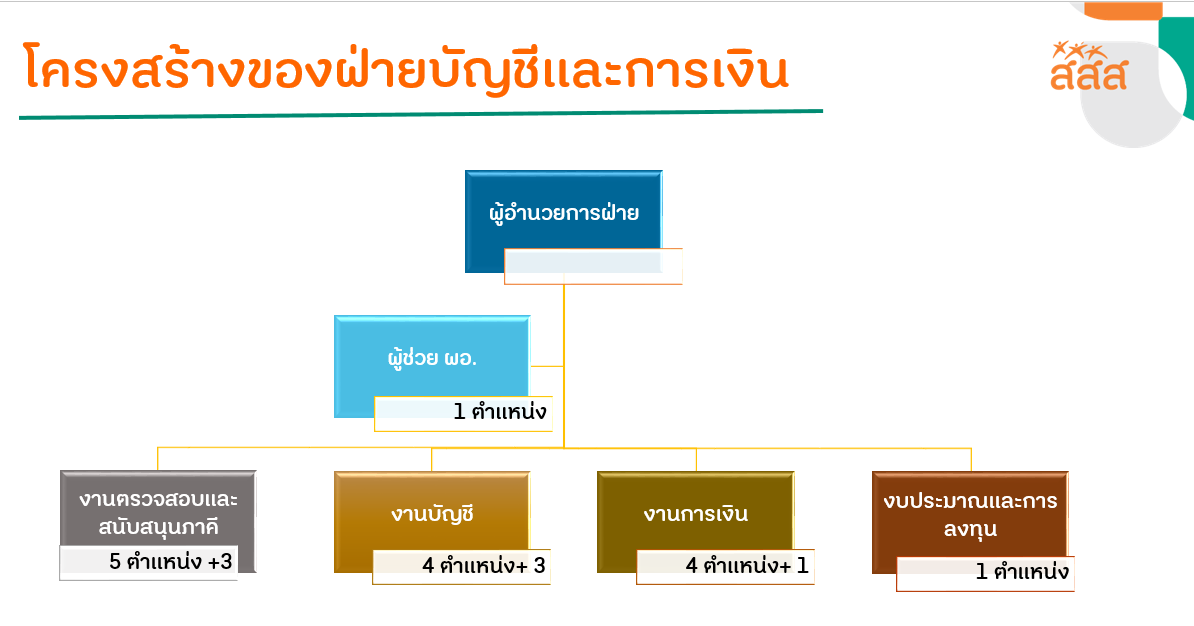 โครงสร้างของฝ่ายบัญชีและการเงิน
สสส
ผู้อำนวยการฝ่าย
ผู้ช่วย ผอ.
1 ตำแหน่ง
งานตรวจสอบและ
สนับสนุนภาคี
5 ตำแหน่ง +3
งานบัญชี
4 ตำแหน่ง+ 3
งานการเงิน
4 ตำแหน่ง+ 1
งบประมาณและการ
ลงทุน
1 ตำแหน่ง